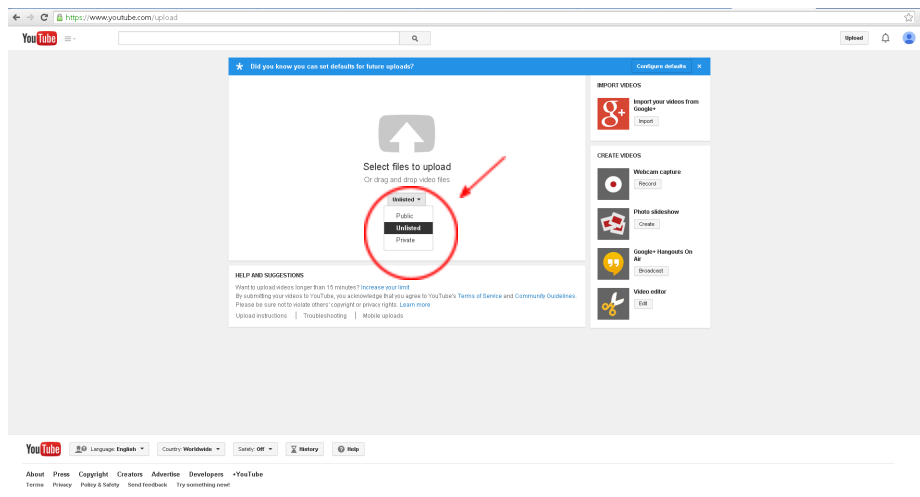 https://www.youtube.com/upload
YouTube
Upload
Did you know you can set defaults for future uploads?
Configure defaults ×
Select files to upload
Or drag and drop video files
Unlisted
Public
Unlisted
Private
IMPORT VIDEOS
Import your videos from
Google+
Import
CREATE VIDEOS
Webcam capture
Record
Photo slideshow
Create
Google+ Hangouts On
Air
Broadcast
Video editor
Edit
HELP AND SUGGESTIONS
Want to upload videos longer than 15 minutes? Increase your limit
By submitting your videos to YouTube, you acknowledge that you agree to YouTube's Terms of Service and Community Guidelines.
Please be sure not to violate others' copyright or privacy rights. Learn more
Upload instructions | Troubleshooting | Mobile uploads
YouTube Language: English Country: Worldwide Safety: Off History Help
About Press Copyright Creators Advertise Developers +YouTube
Terms Privacy Policy & Safety Send feedback Try something new!